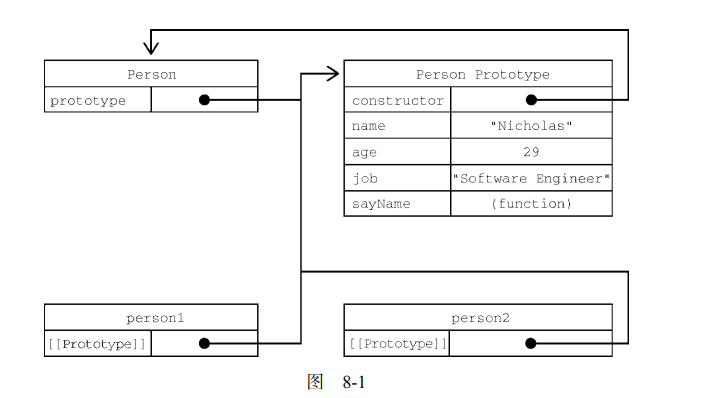 Person
prototype
Person Prototype
constructor
name "Nicholas"
age 29
job "Software Engineer"
sayName (function)
person1
[[Prototype]]
person2
[[Prototype]]
图 8-1